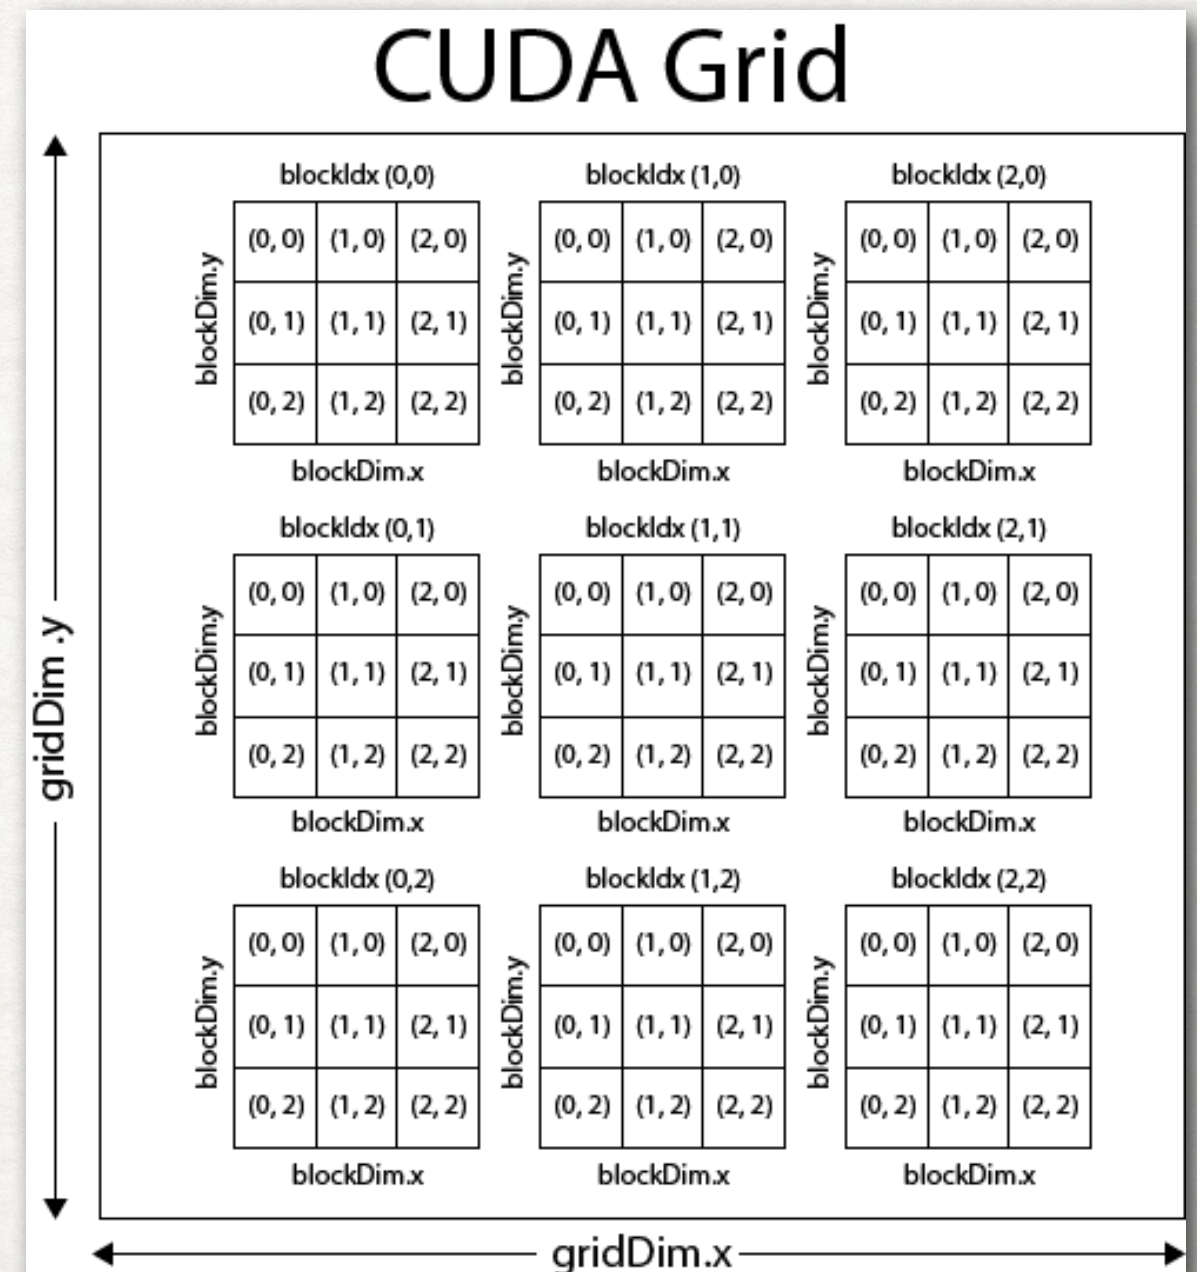 CUDA Grid
blockIdx (0,0) blockIdx (1,0) blockIdx (2,0)
blockDim.y (0, 0) (1, 0) (2, 0) blockDim.y (0, 0) (1, 0) (2, 0) blockDim.y (0, 0) (1, 0) (2, 0)
(0, 1) (1, 1) (2, 1) (0, 1) (1, 1) (2, 1) (0, 1) (1, 1) (2, 1)
(0, 2) (1, 2) (2, 2) (0, 2) (1, 2) (2, 2) (0, 2) (1, 2) (2, 2)
blockDim.x blockDim.x blockDim.x
blockIdx (0,1) blockIdx (1,1) blockIdx (2,1)
gridDim .y blockDim.y (0, 0) (1, 0) (2, 0) blockDim.y (0, 0) (1, 0) (2, 0) blockDim.y (0, 0) (1, 0) (2, 0)
(0, 1) (1, 1) (2, 1) (0, 1) (1, 1) (2, 1) (0, 1) (1, 1) (2, 1)
(0, 2) (1, 2) (2, 2) (0, 2) (1, 2) (2, 2) (0, 2) (1, 2) (2, 2)
blockDim.x blockDim.x blockDim.x
blockIdx (0,2) blockIdx (1,2) blockIdx (2,2)
blockDim.y (0, 0) (1, 0) (2, 0) blockDim.y (0, 0) (1, 0) (2, 0) blockDim.y (0, 0) (1, 0) (2, 0)
(0, 1) (1, 1) (2, 1) (0, 1) (1, 1) (2, 1) (0, 1) (1, 1) (2, 1)
(0, 2) (1, 2) (2, 2) (0, 2) (1, 2) (2, 2) (0, 2) (1, 2) (2, 2)
blockDim.x blockDim.x blockDim.x
gridDim.x